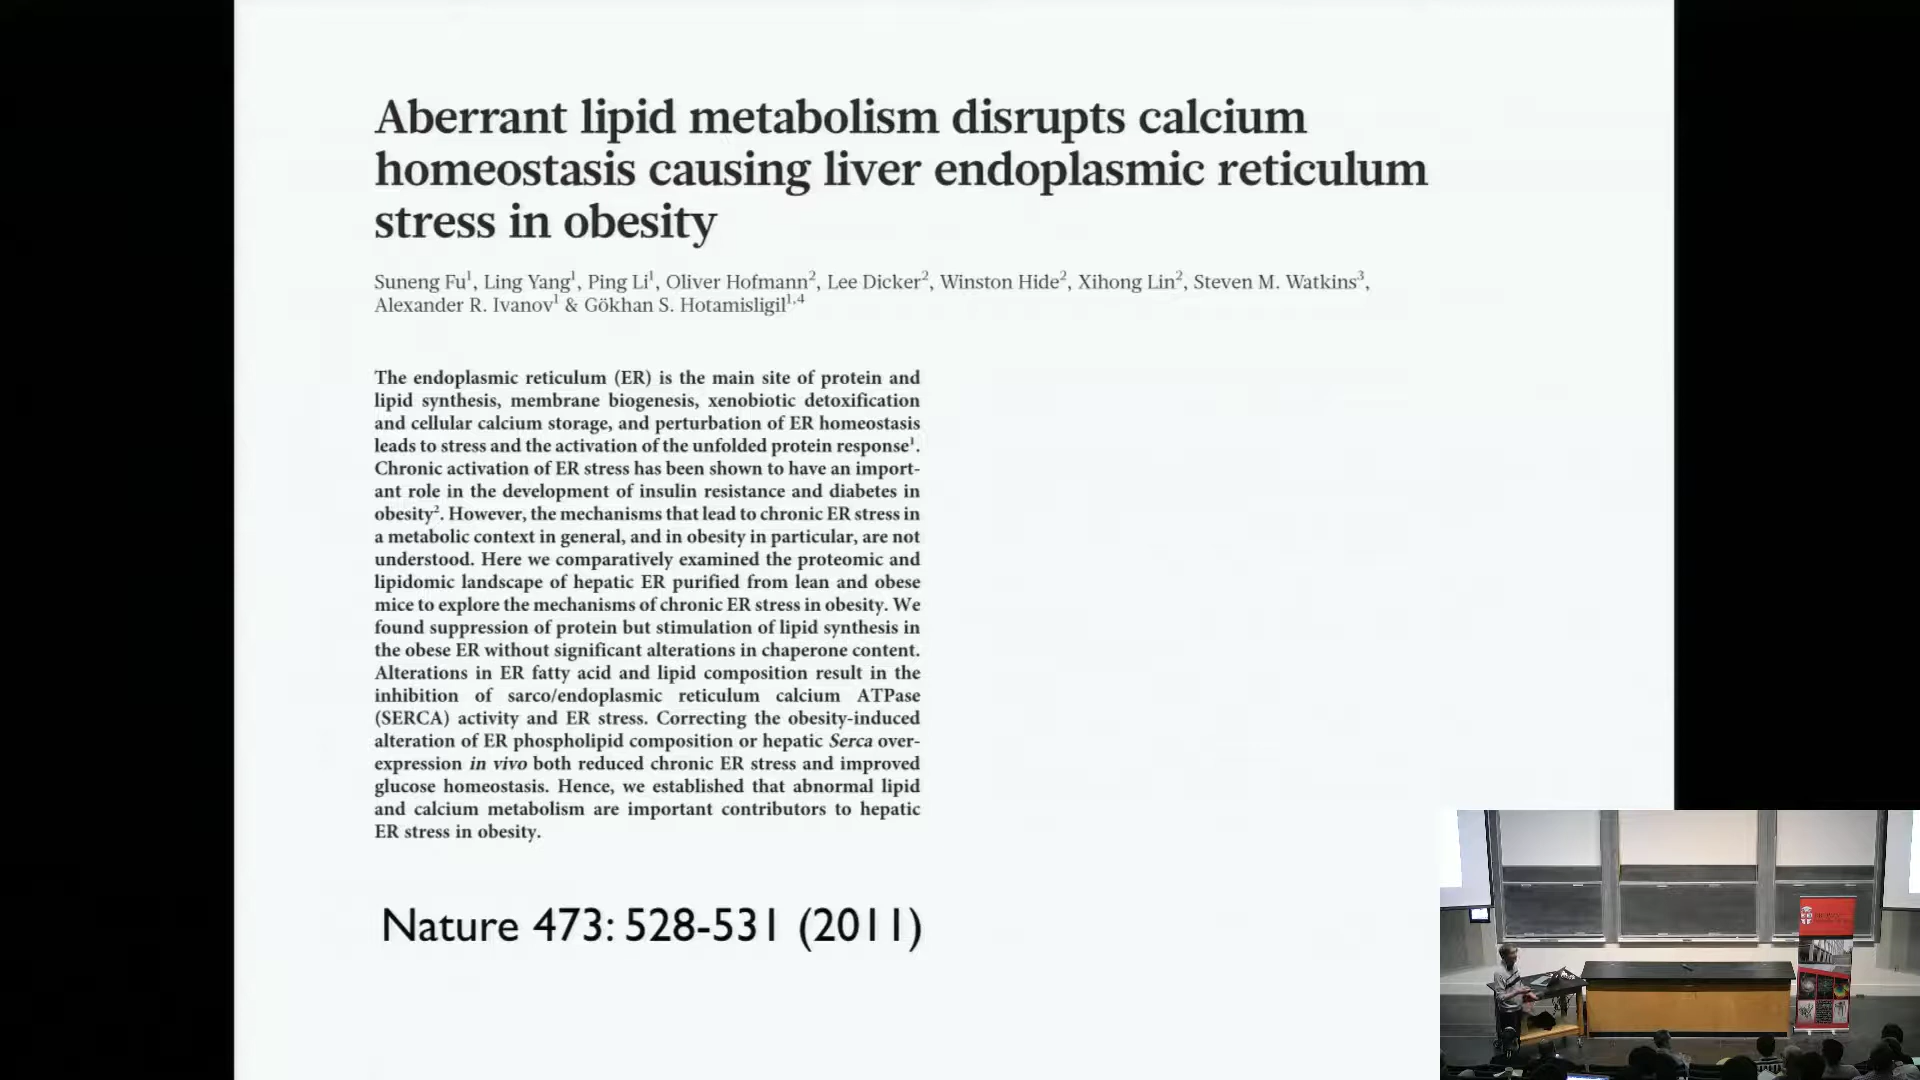 Aberrant lipid metabolism disrupts calcium
homeostasis causing liver endoplasmic reticulum
stress in obesity
Suneng Fu¹, Ling Yang¹, Ping Li¹, Oliver Hofmann², Lee Dicker², Winston Hide², Xihong Lin², Steven M. Watkins³,
Alexander R. Ivanov¹ & Gökhan S. Hotamisligil¹,⁴
The endoplasmic reticulum (ER) is the main site of protein and
lipid synthesis, membrane biogenesis, xenobiotic detoxification
and cellular calcium storage, and perturbation of ER homeostasis
leads to stress and the activation of the unfolded protein response¹.
Chronic activation of ER stress has been shown to have an import-
ant role in the development of insulin resistance and diabetes in
obesity². However, the mechanisms that lead to chronic ER stress in
a metabolic context in general, and in obesity in particular, are not
understood. Here we comparatively examined the proteomic and
lipidomic landscape of hepatic ER purified from lean and obese
mice to explore the mechanisms of chronic ER stress in obesity. We
found suppression of protein but stimulation of lipid synthesis in
the obese ER without significant alterations in chaperone content.
Alterations in ER fatty acid and lipid composition result in the
inhibition of sarco/endoplasmic reticulum calcium ATPase
(SERCA) activity and ER stress. Correcting the obesity-induced
alteration of ER phospholipid composition or hepatic Serca over-
expression in vivo both reduced chronic ER stress and improved
glucose homeostasis. Hence, we established that abnormal lipid
and calcium metabolism are important contributors to hepatic
ER stress in obesity.
Nature 473: 528-531 (2011)